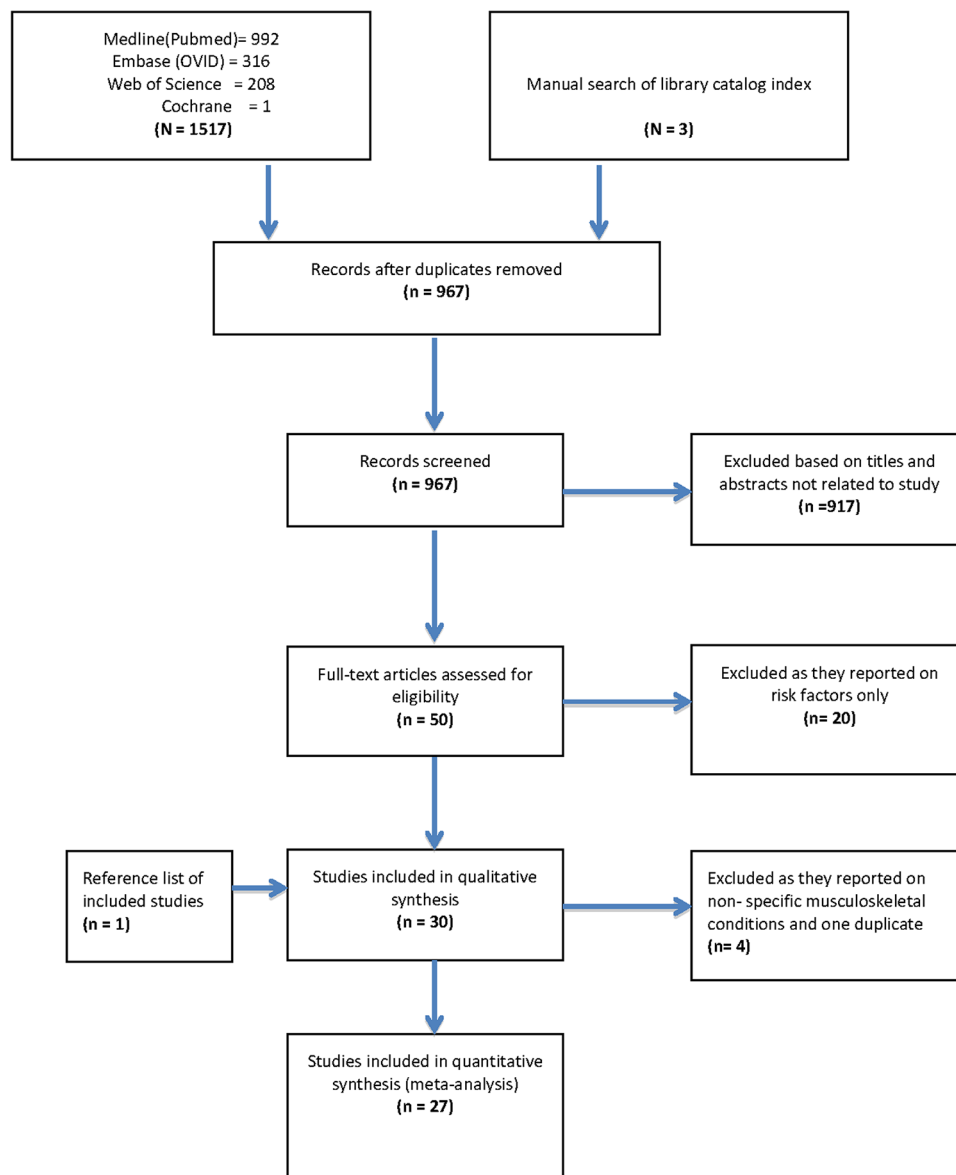 Medline(Pubmed)= 992
Embase (OVID) = 316
Web of Science = 208
Cochrane = 1
(N = 1517)
Manual search of library catalog index
(N = 3)
Records after duplicates removed
(n = 967)
Records screened
(n = 967)
Excluded based on titles and
abstracts not related to study
(n =917)
Full-text articles assessed for
eligibility
(n = 50)
Excluded as they reported on
risk factors only
(n= 20)
Reference list of
included studies
(n = 1)
Studies included in qualitative
synthesis
(n = 30)
Excluded as they reported on
non- specific musculoskeletal
conditions and one duplicate
(n= 4)
Studies included in quantitative
synthesis (meta-analysis)
(n = 27)